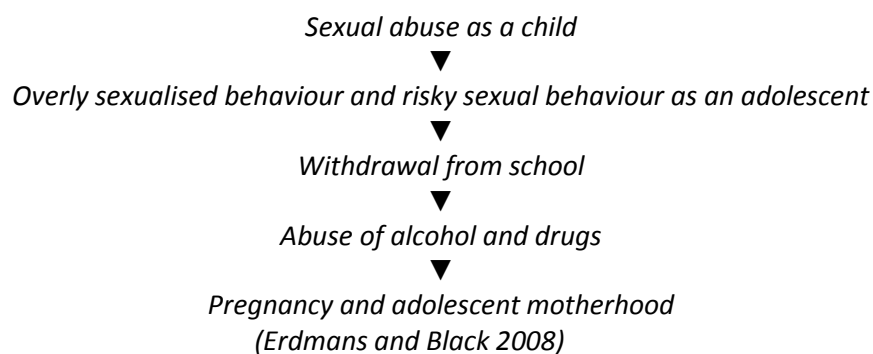 Sexual abuse as a child
▼
Overly sexualised behaviour and risky sexual behaviour as an adolescent
▼
Withdrawal from school
▼
Abuse of alcohol and drugs
▼
Pregnancy and adolescent motherhood
(Erdmans and Black 2008)